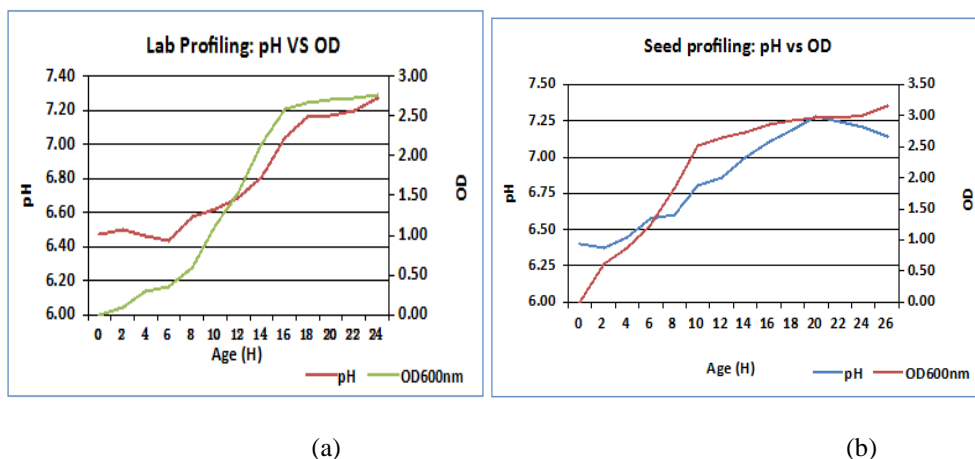 Lab Profiling: pH VS OD
7.40
7.20
7.00
6.80
6.60
6.40
6.20
6.00
pH
3.00
2.50
2.00
1.50
1.00
0.50
0.00
OD
0 2 4 6 8 10 12 14 16 18 20 22 24
Age (H)
pH OD600nm
(a)
Seed profiling: pH vs OD
7.50
7.25
7.00
6.75
6.50
6.25
6.00
pH
3.50
3.00
2.50
2.00
1.50
1.00
0.50
0.00
OD
0 2 4 6 8 10 12 14 16 18 20 22 24 26
Age (H)
pH OD600nm
(b)